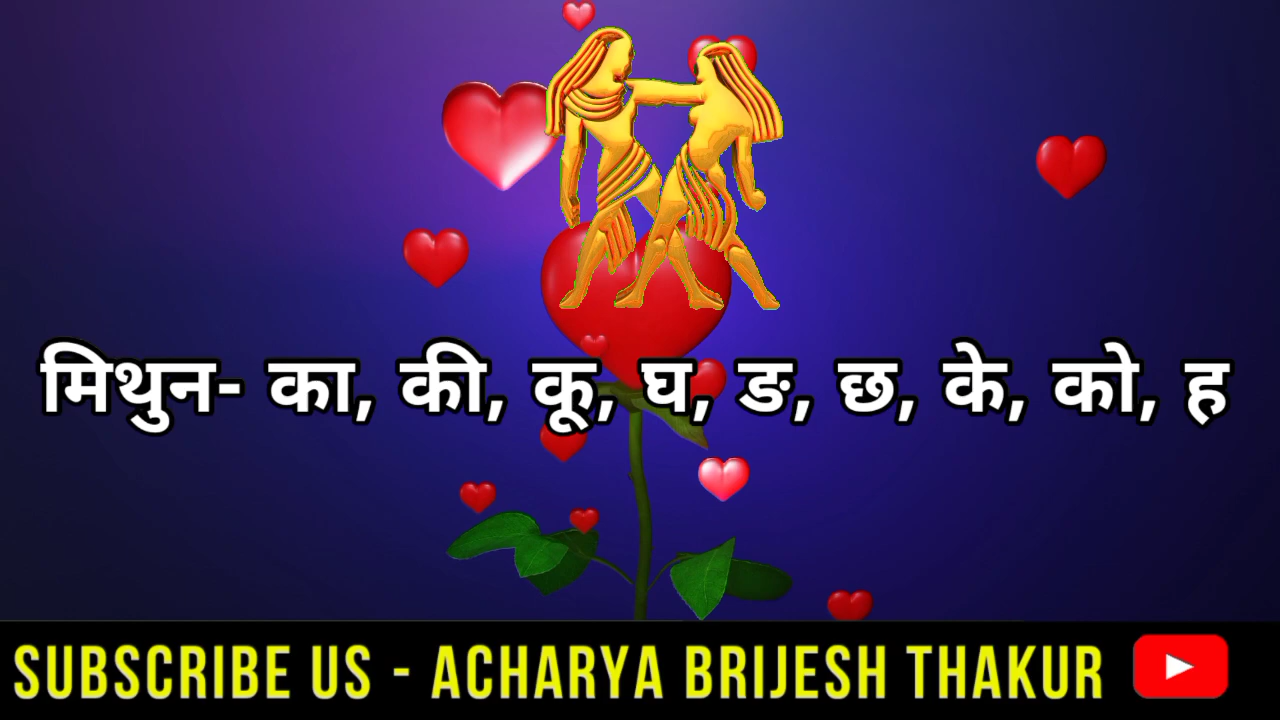 मिथुन- का, की, कू, घ, ङ, छ, के, को, ह
SUBSCRIBE US - ACHARYA BRIJESH THAKUR